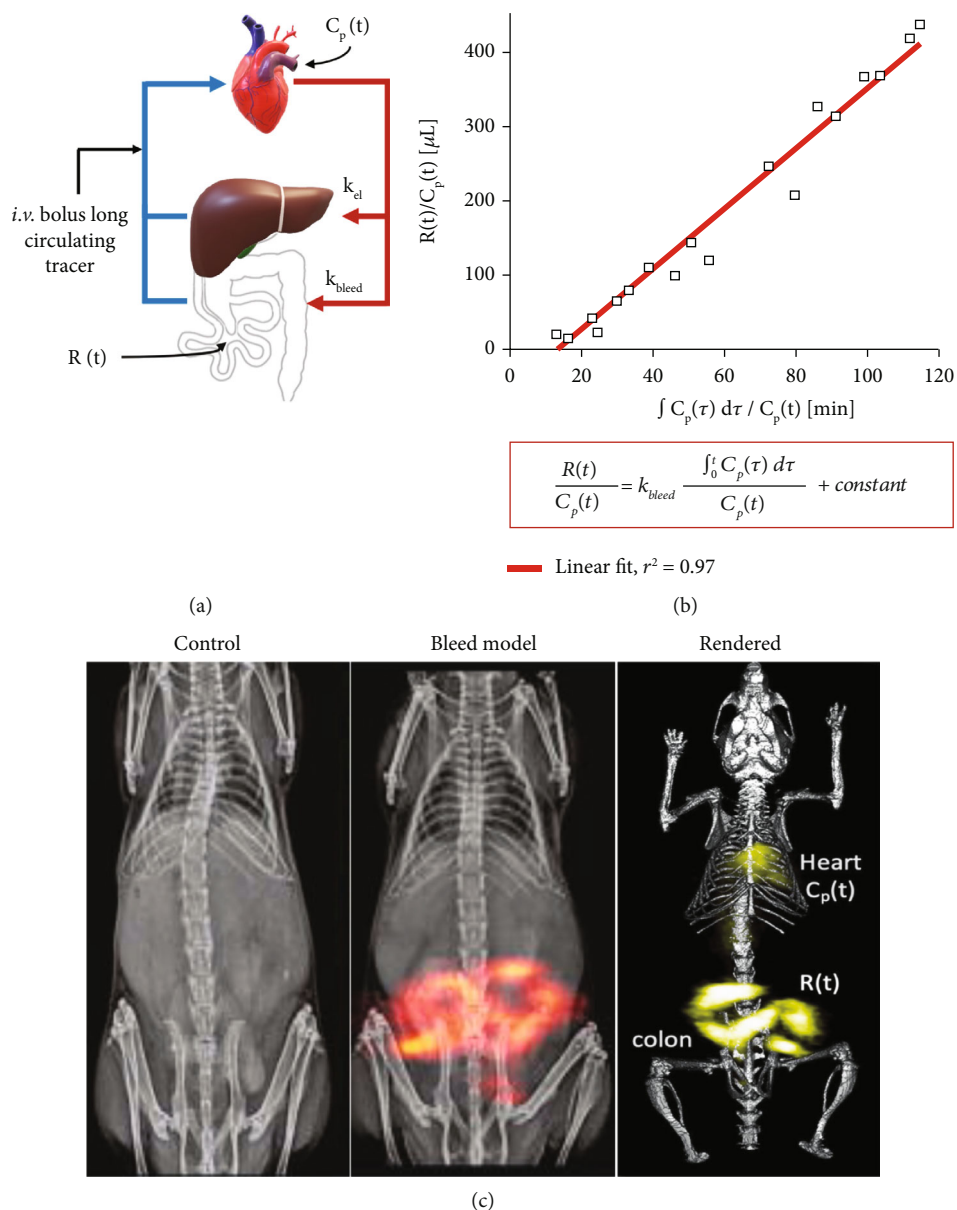 C_p (t)
k_el
i.v. bolus long
circulating
tracer
k_bleed
R (t)
(a)
R(t)/C_p(t) [μL]
400
300
200
100
0
0 20 40 60 80 100 120
∫ C_p(τ) dτ / C_p(t) [min]
R(t)/C_p(t) = k_bleed ∫_0^t C_p(τ) dτ / C_p(t) + constant
Linear fit, r² = 0.97
(b)
Control Bleed model Rendered
Heart
C_p(t)
R(t)
colon
(c)